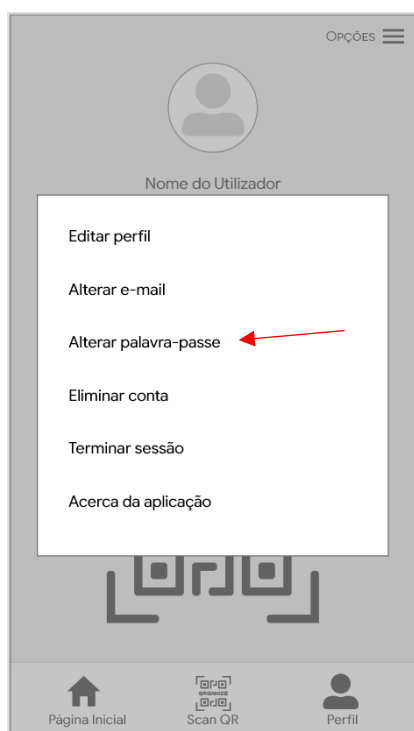 OPÇÕES
Nome do Utilizador
Editar perfil
Alterar e-mail
Alterar palavra-passe
Eliminar conta
Terminar sessão
Acerca da aplicação
ORGANIZE
Página Inicial
Scan QR
Perfil